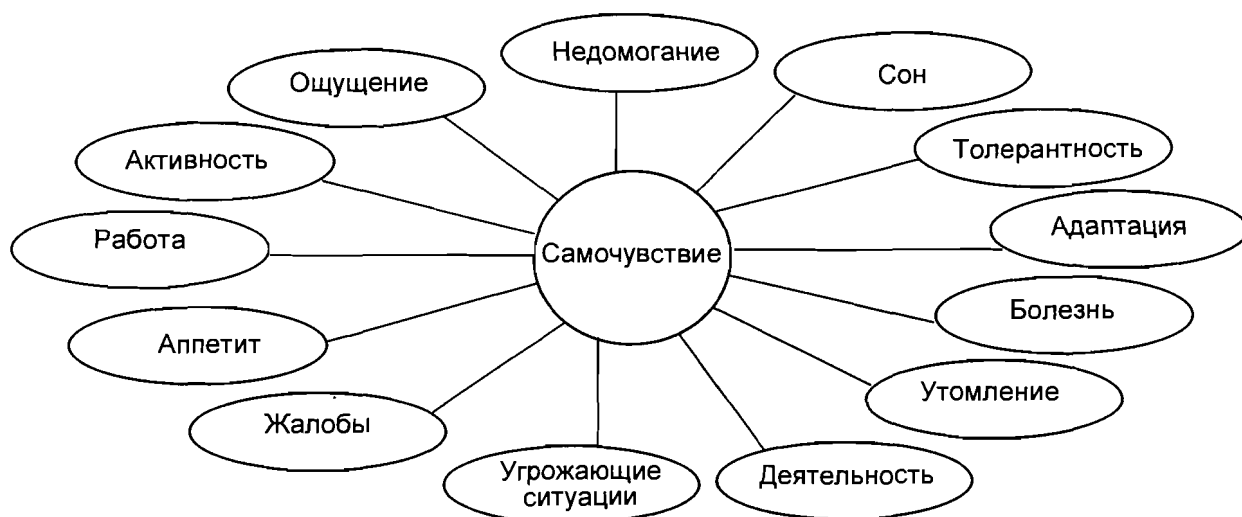 Недомогание
Сон
Ощущение
Толерантность
Активность
Адаптация
Работа
Самочувствие
Болезнь
Аппетит
Утомление
Жалобы
Угрожающие
ситуации
Деятельность